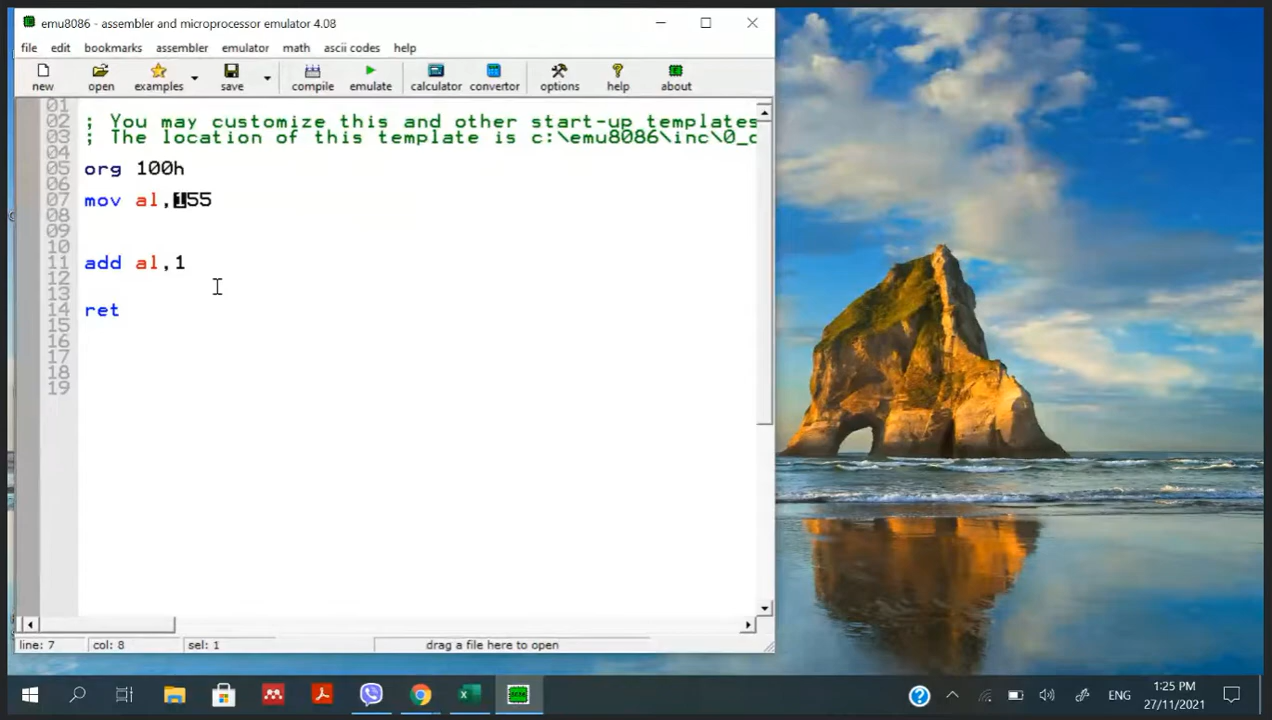 emu8086 - assembler and microprocessor emulator 4.08
file edit bookmarks assembler emulator math ascii codes help
new open examples save compile emulate calculator convertor options help about
01
02 ; You may customize this and other start-up templates
03 ; The location of this template is c:\emu8086\inc\0_
04
05 org 100h
06
07 mov al,155
08
09
10
11 add al,1
12
13
14 ret
15
16
17
18
19
line: 7 col: 8 sel: 1 drag a file here to open
ENG 1:25 PM
27/11/2021